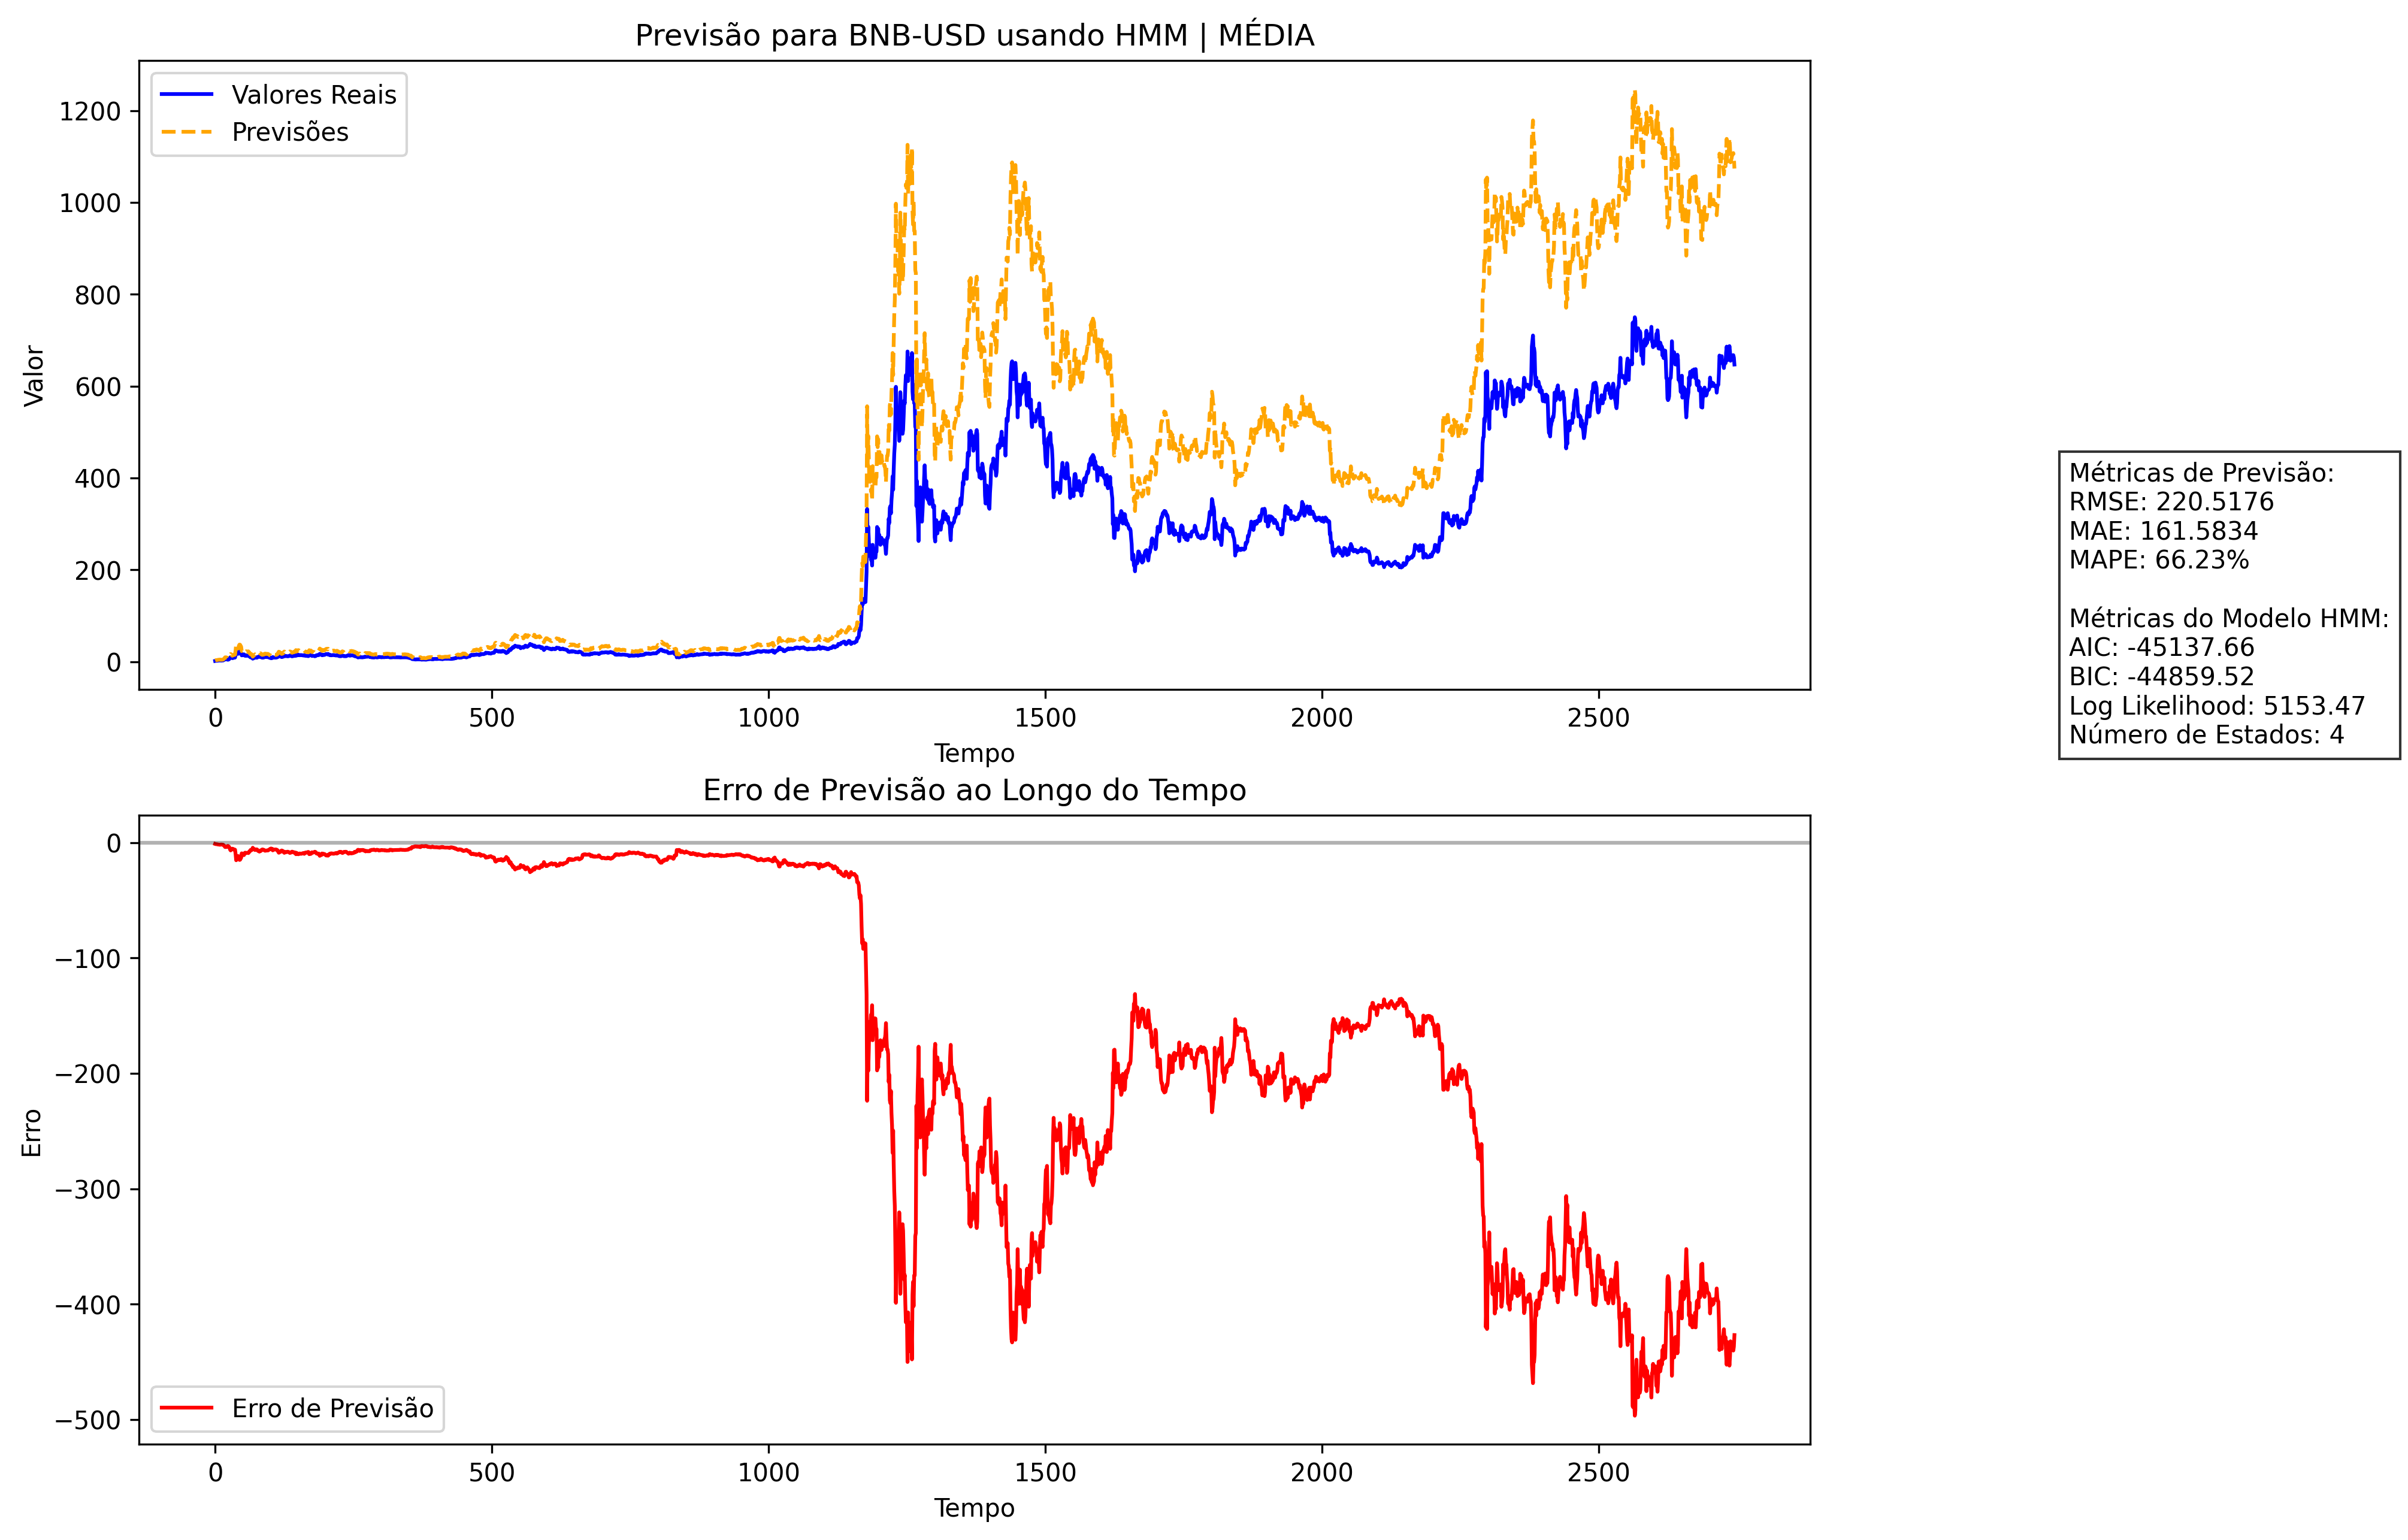 Previsão para BNB-USD usando HMM | MÉDIA
Valores Reais
Previsões
1200
1000
800
600
400
200
0
Valor
0 500 1000 1500 2000 2500
Tempo
Métricas de Previsão:
RMSE: 220.5176
MAE: 161.5834
MAPE: 66.23%
Métricas do Modelo HMM:
AIC: -45137.66
BIC: -44859.52
Log Likelihood: 5153.47
Número de Estados: 4
Erro de Previsão ao Longo do Tempo
0
−100
−200
−300
−400
−500
Erro
Erro de Previsão
0 500 1000 1500 2000 2500
Tempo